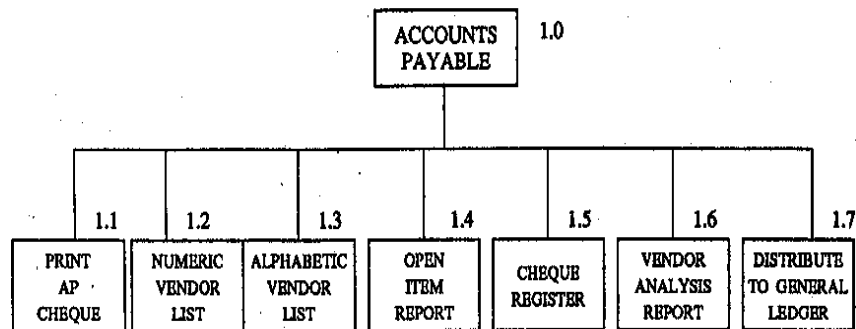 ACCOUNTS
PAYABLE
1.0
1.1
PRINT
AP
CHEQUE
1.2
NUMERIC
VENDOR
LIST
1.3
ALPHABETIC
VENDOR
LIST
1.4
OPEN
ITEM
REPORT
1.5
CHEQUE
REGISTER
1.6
VENDOR
ANALYSIS
REPORT
1.7
DISTRIBUTE
TO GENERAL
LEDGER